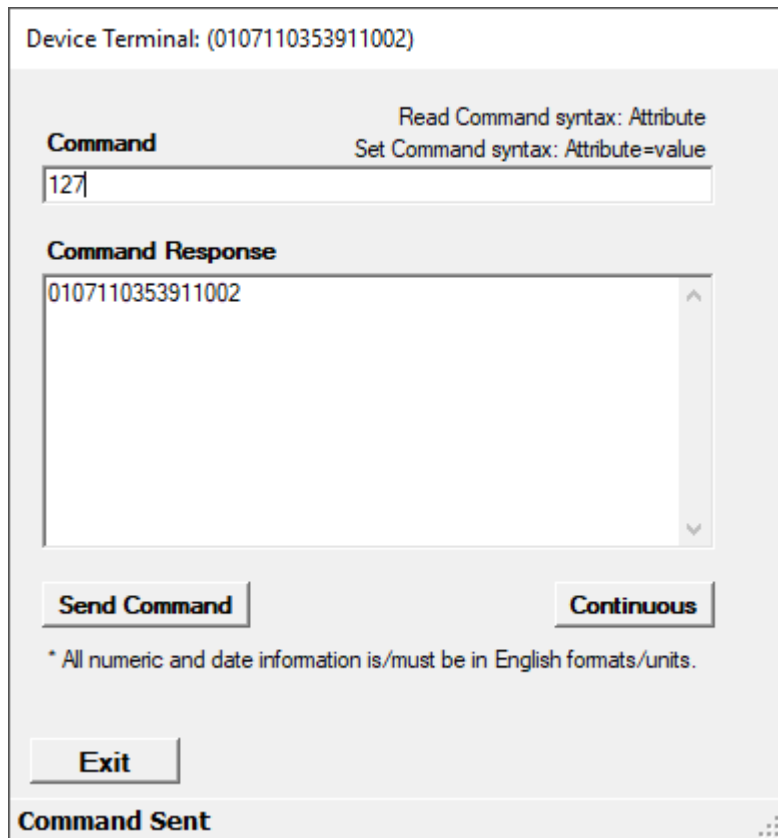 Device Terminal: (0107110353911002)
Read Command syntax: Attribute
Command
Set Command syntax: Attribute=value
127
Command Response
0107110353911002
Send Command
Continuous
* All numeric and date information is/must be in English formats/units.
Exit
Command Sent